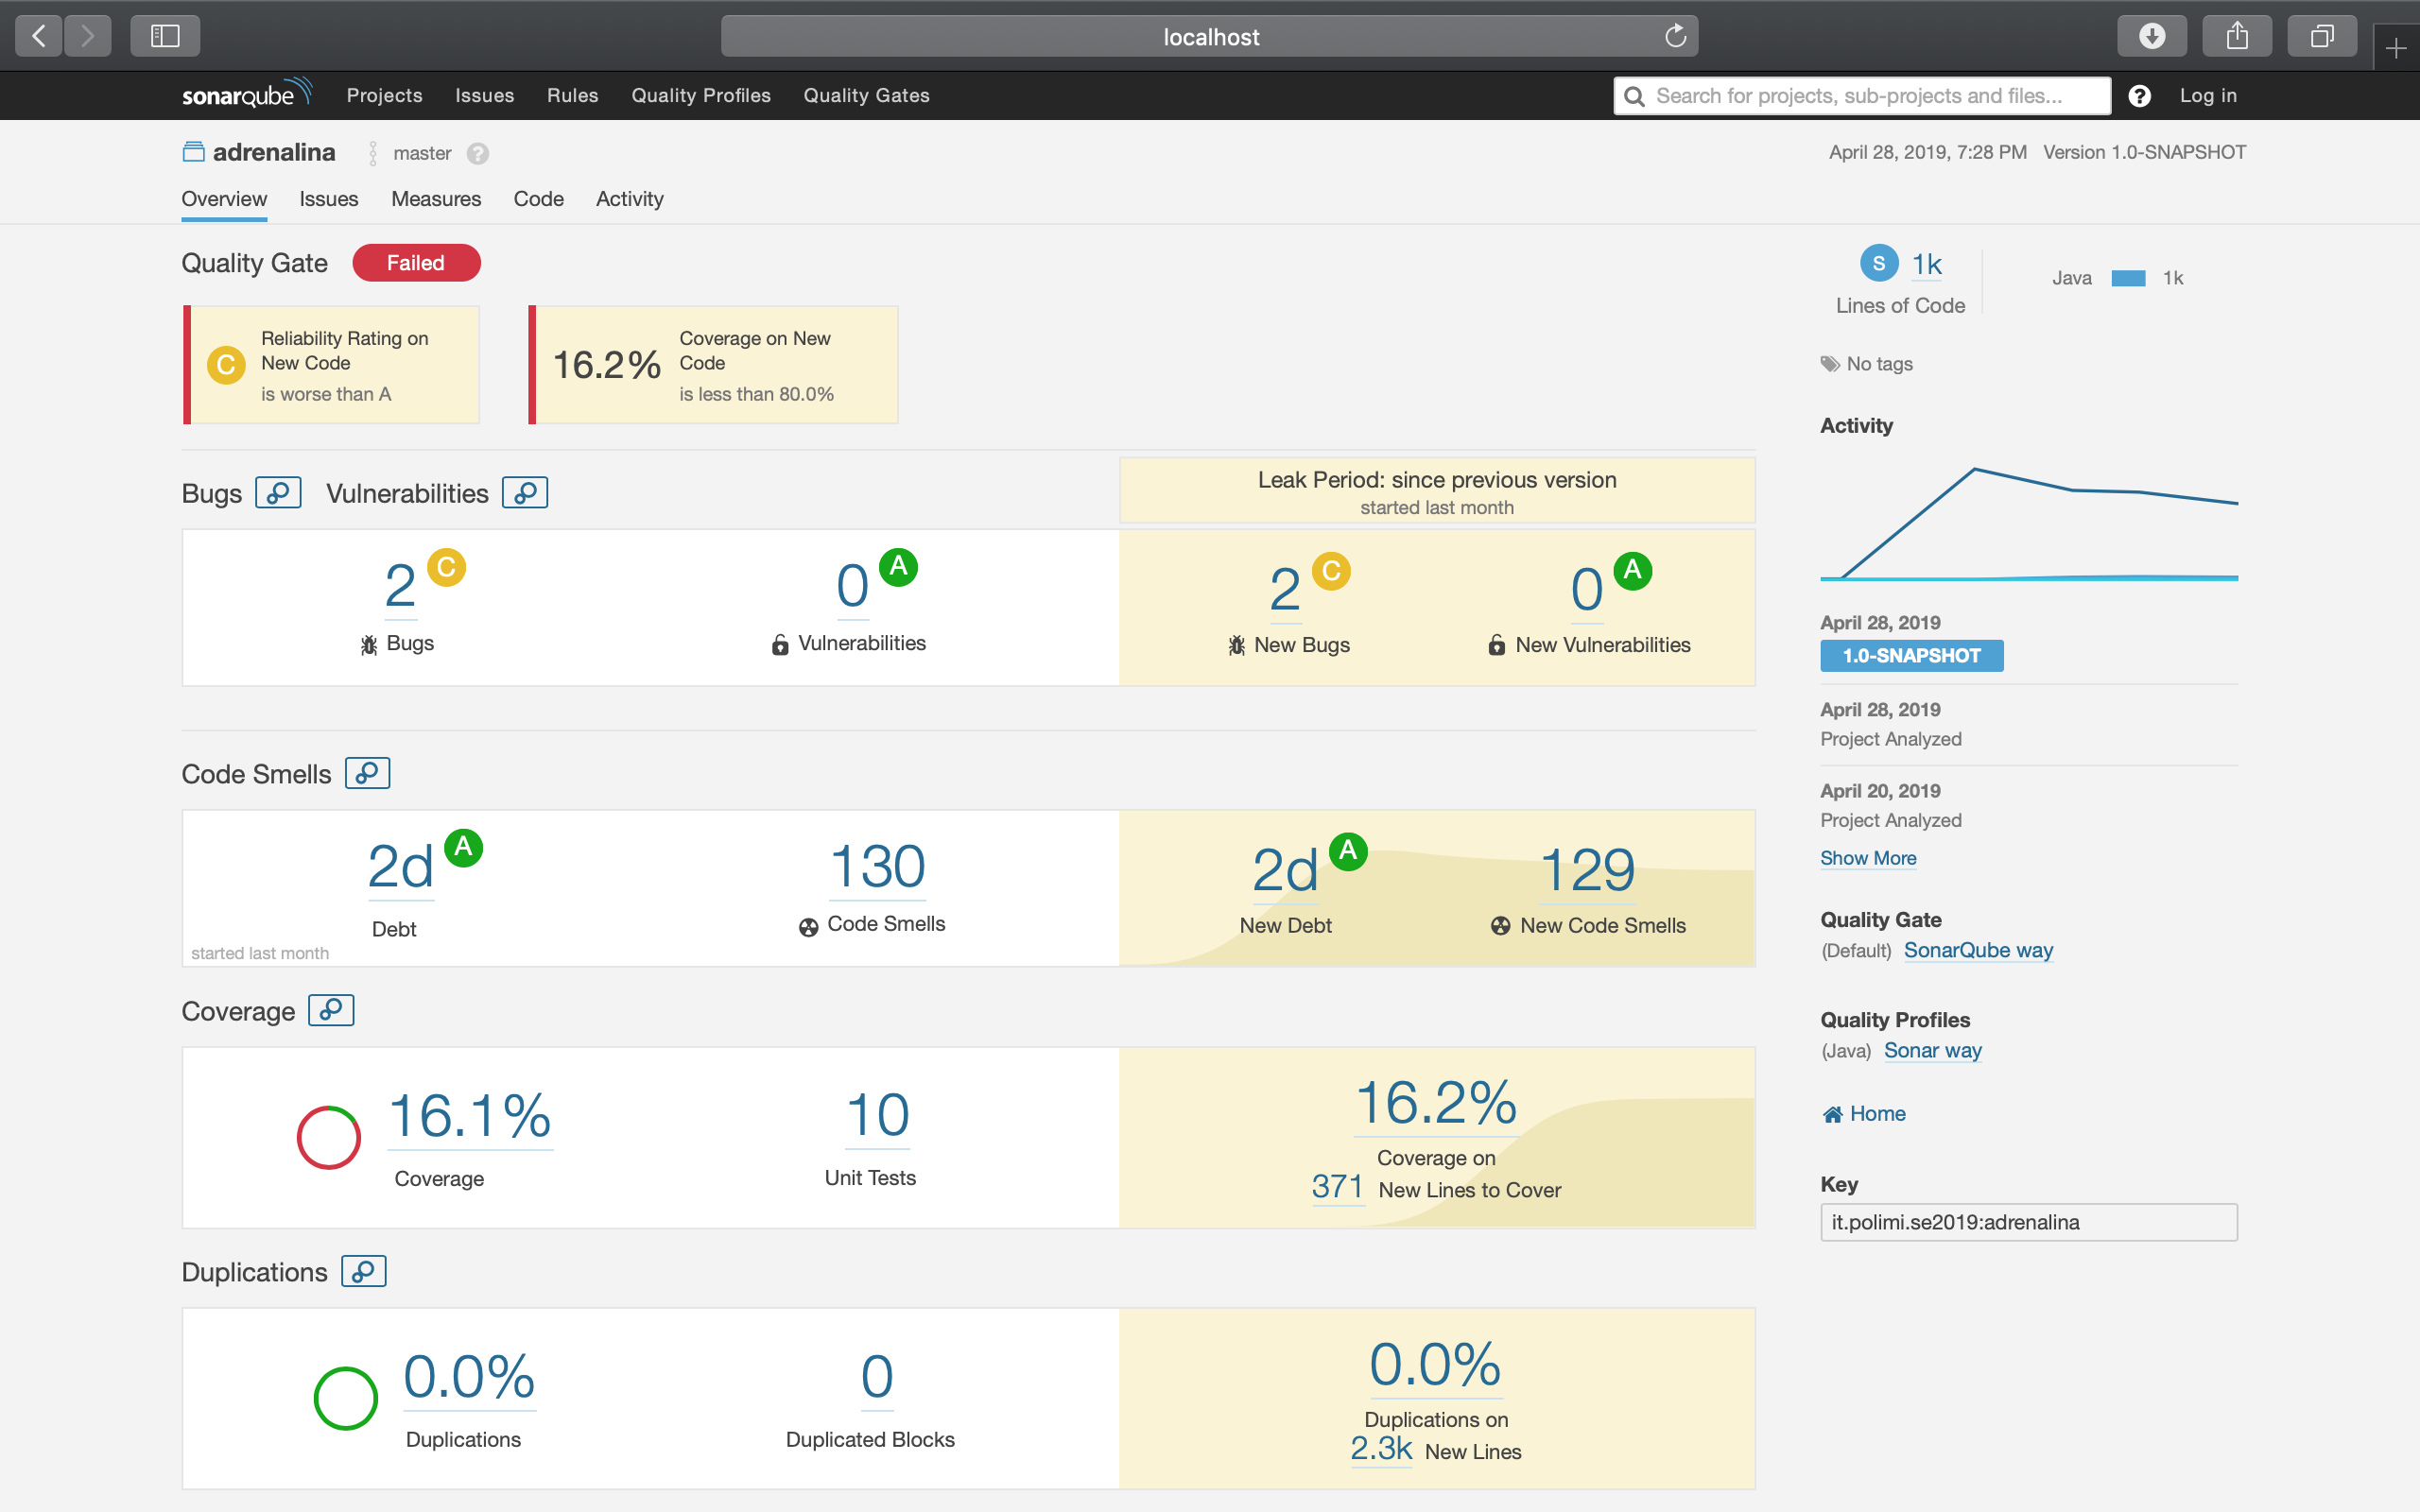 localhost
sonarqube Projects Issues Rules Quality Profiles Quality Gates Search for projects, sub-projects and files... ? Log in
adrenalina master ? April 28, 2019, 7:28 PM Version 1.0-SNAPSHOT
Overview Issues Measures Code Activity
Quality Gate Failed
C Reliability Rating on
New Code
is worse than A
16.2% Coverage on New
Code
is less than 80.0%
Bugs Vulnerabilities
Leak Period: since previous version
started last month
2 C
Bugs
0 A
Vulnerabilities
2 C
New Bugs
0 A
New Vulnerabilities
Code Smells
2d A
Debt
started last month
130
Code Smells
2d A
New Debt
129
New Code Smells
Coverage
16.1%
Coverage
10
Unit Tests
16.2%
Coverage on
371 New Lines to Cover
Duplications
0.0%
Duplications
0
Duplicated Blocks
0.0%
Duplications on
2.3k New Lines
S 1k
Lines of Code
Java 1k
No tags
Activity
April 28, 2019
1.0-SNAPSHOT
April 28, 2019
Project Analyzed
April 20, 2019
Project Analyzed
Show More
Quality Gate
(Default) SonarQube way
Quality Profiles
(Java) Sonar way
Home
Key
it.polimi.se2019:adrenalina